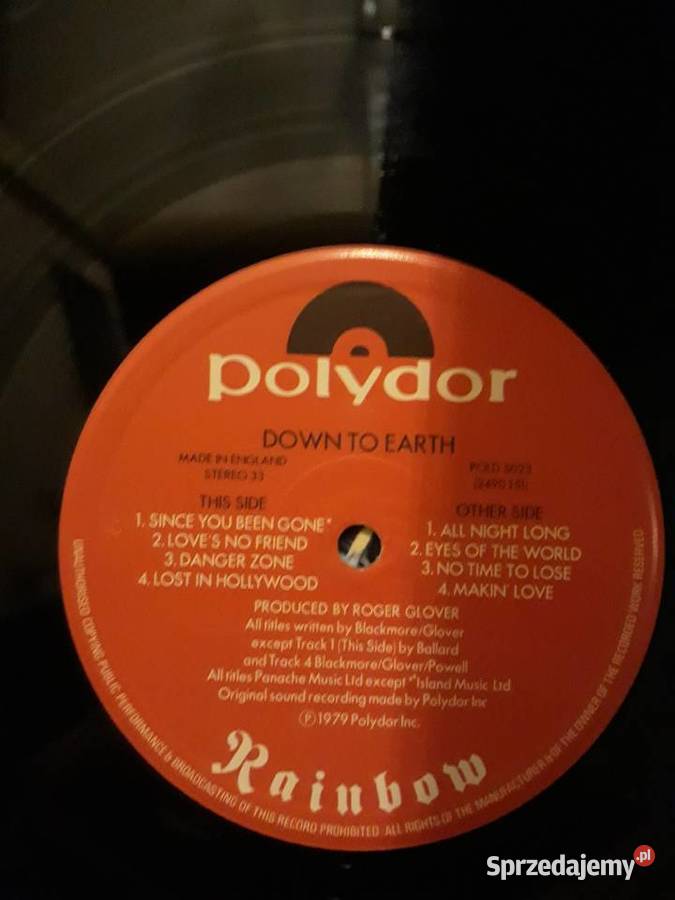 polydor
DOWN TO EARTH
MADE IN ENGLAND
STEREO 33
POLD 5023
THIS SIDE
1. SINCE YOU BEEN GONE*
2. LOVE'S NO FRIEND
3. DANGER ZONE
4. LOST IN HOLLYWOOD
OTHER SIDE
1. ALL NIGHT LONG
2. EYES OF THE WORLD
3. NO TIME TO LOSE
4. MAKIN' LOVE
PRODUCED BY ROGER GLOVER
All titles written by Blackmore/Glover
except Track 1 (This Side) by Ballard
and Track 4 Blackmore/Glover/Powell
All titles Panache Music Ltd except *Island Music Ltd
Original sound recording made by Polydor Inc
Ⓟ1979 Polydor Inc.
Rainbow
UNAUTHORISED COPYING PUBLIC PERFORMANCE & BROADCASTING OF THIS RECORD PROHIBITED ALL RIGHTS OF THE MANUFACTURER & OF THE OWNER OF THE RECORDED WORK RESERVED
Sprzedajemy.pl